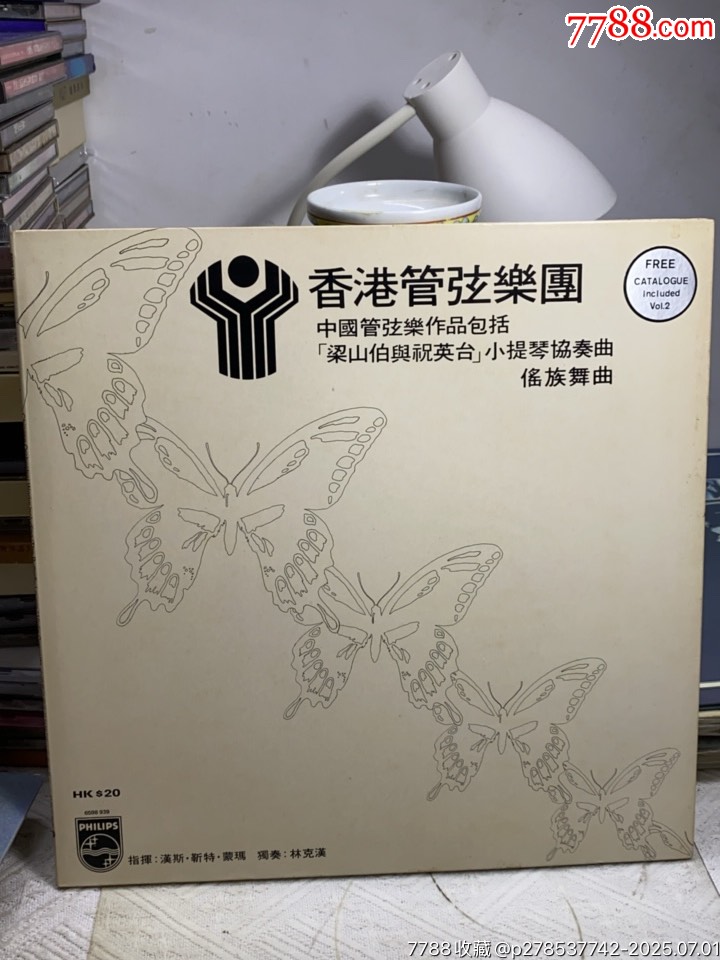 7788.com
香港管弦樂團
中國管弦樂作品包括
「梁山伯與祝英台」小提琴協奏曲
傜族舞曲
FREE
CATALOGUE
Included
Vol.2
HK s20
PHILIPS
指揮：漢斯・靳特・蒙瑪 獨奏：林克漢
7788收藏 @p278537742-2025.07.01